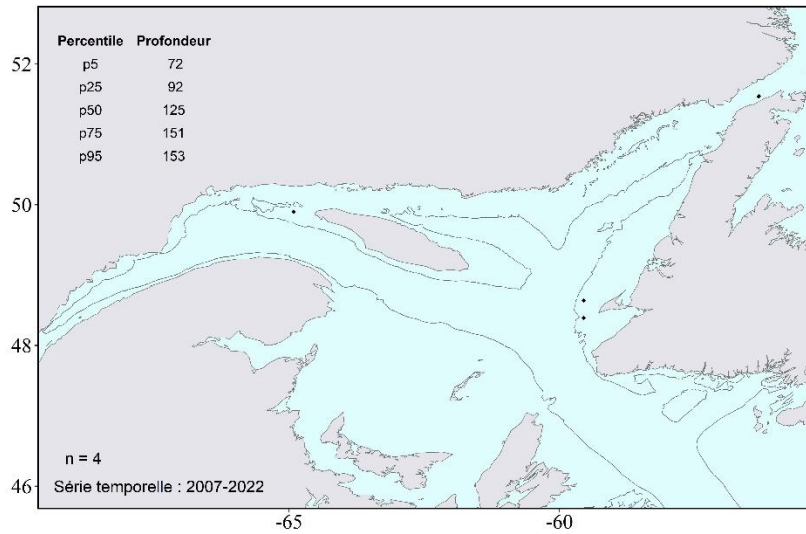 Percentile Profondeur
p5 72
p25 92
p50 125
p75 151
p95 153
52
50
48
46
n = 4
Série temporelle : 2007-2022
-65 -60